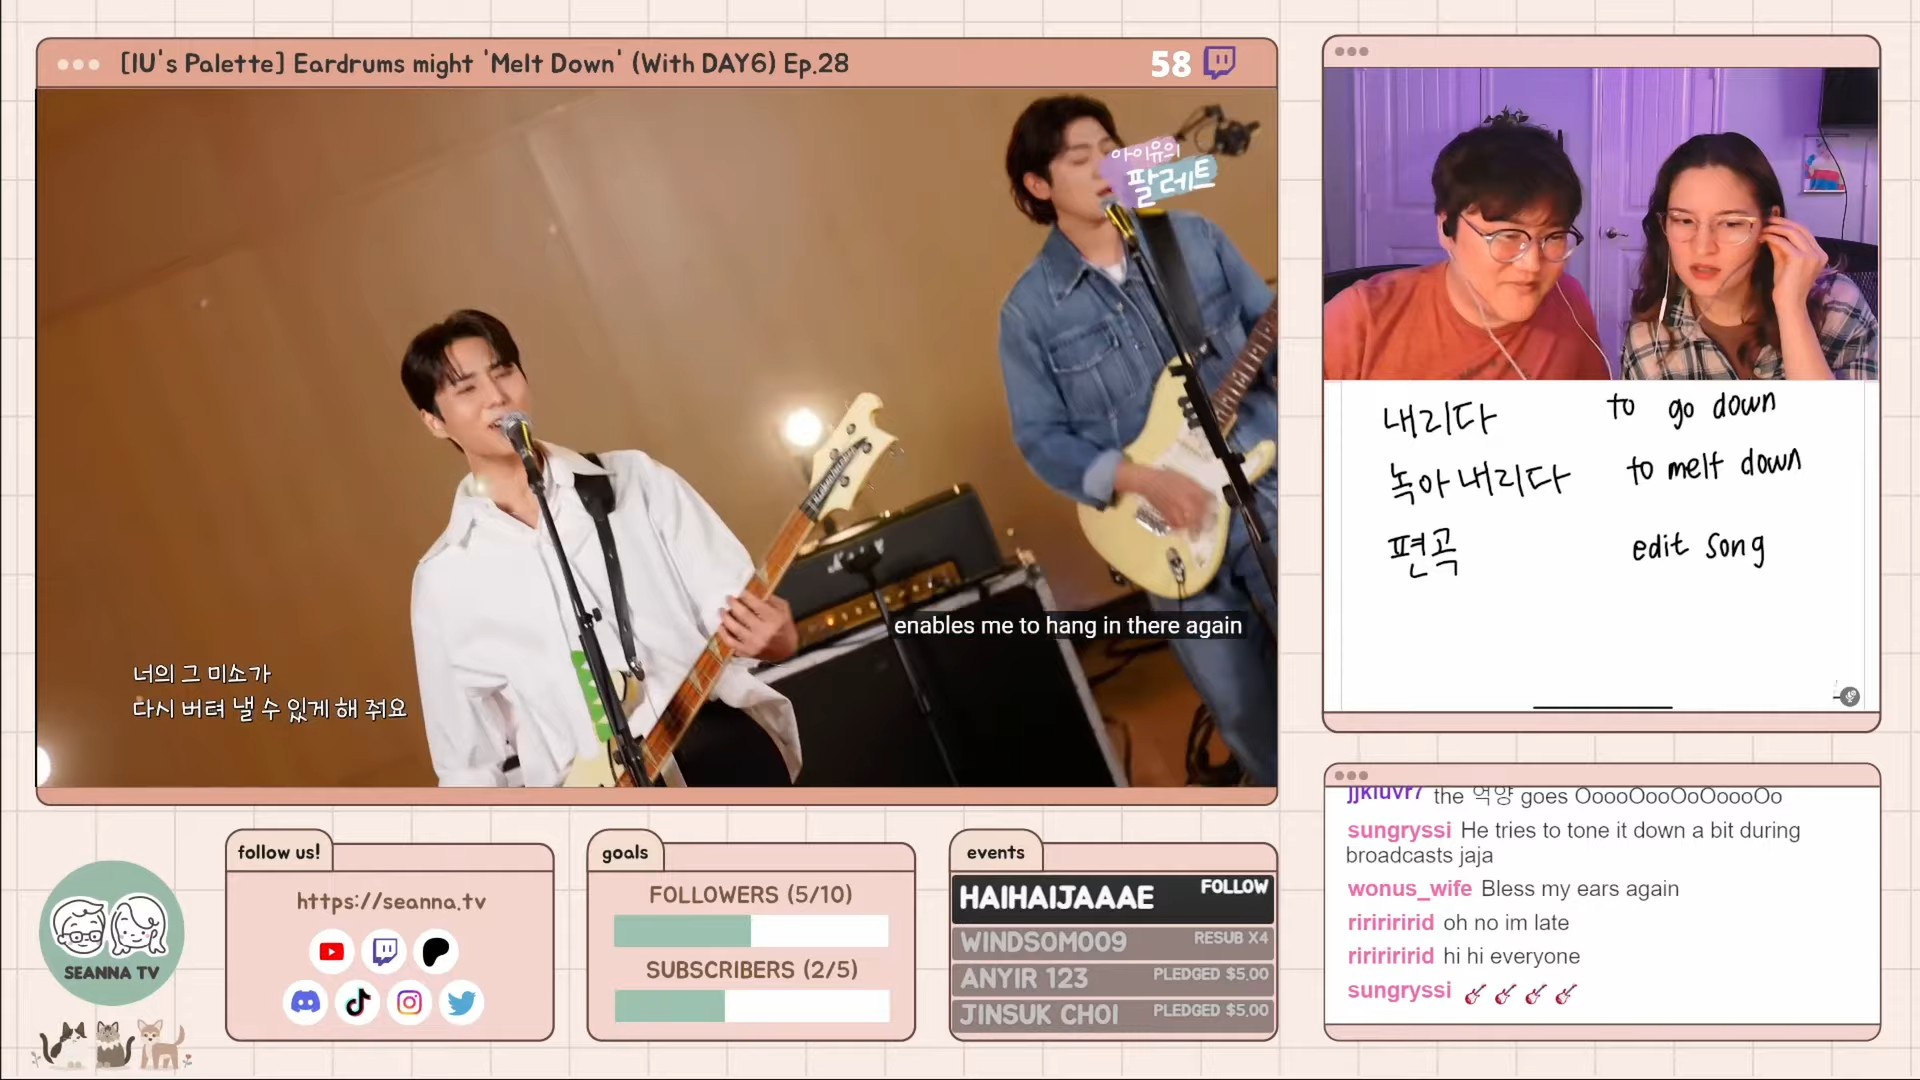 [IU's Palette] Eardrums might 'Melt Down' (With DAY6) Ep.28
58
아이유의
팔레트
enables me to hang in there again
너의 그 미소가
다시 버텨 낼 수 있게 해 줘요
내리다 to go down
녹아내리다 to melt down
편곡 edit song
jjkluvr7 the 억양 goes OoooOooOoOoooOo
sungryssi He tries to tone it down a bit during
broadcasts jaja
wonus_wife Bless my ears again
riririririd oh no im late
riririririd hi hi everyone
sungryssi
SEANNA TV
follow us!
https://seanna.tv
goals
FOLLOWERS (5/10)
SUBSCRIBERS (2/5)
events
HAIHAIJAAAE FOLLOW
WINDSOM009 RESUB X4
ANYIR 123 PLEDGED $5.00
JINSUK CHOI PLEDGED $5.00